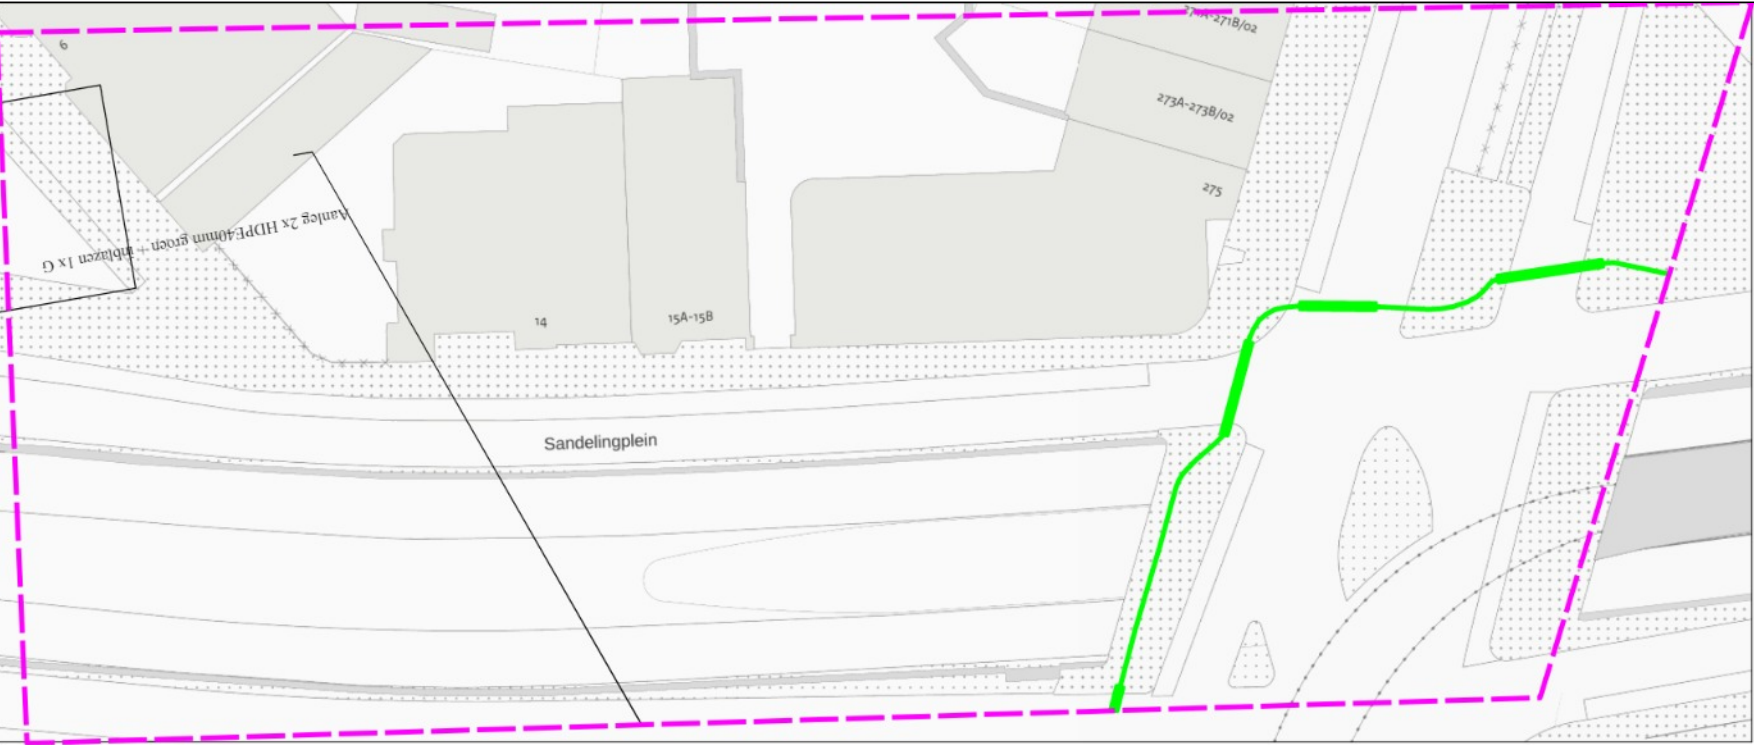 271A-271B/02
6
273A-273B/02
275
Aanleg 2x HDPE40mm groen + inblazen 1x G
14
15A-15B
Sandelingplein